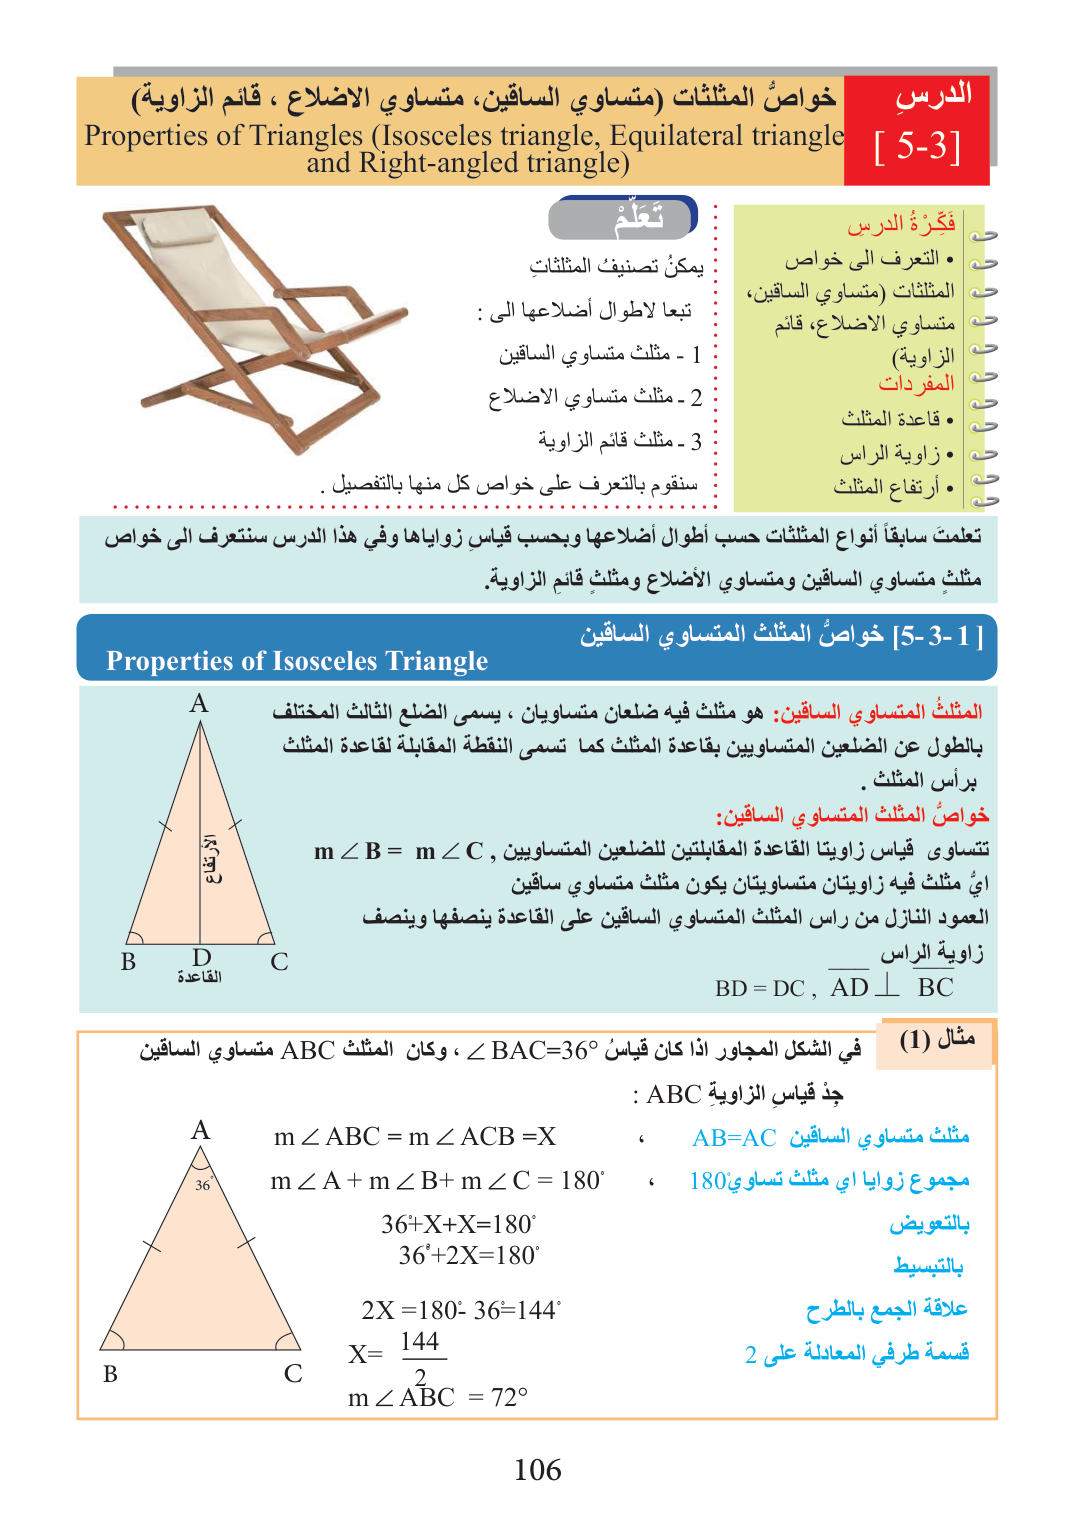 الدرسِ
[5-3]
خواصُّ المثلثات (متساوي الساقين، متساوي الاضلاع ، قائم الزاوية)
Properties of Triangles (Isosceles triangle, Equilateral triangle
and Right-angled triangle)
فَكِّـرْةُ الدرسِ
• التعرف الى خواص
المثلثات (متساوي الساقين،
متساوي الاضلاع، قائم
الزاوية)
المفردات
• قاعدة المثلث
• زاوية الراس
• أرتفاع المثلث
تَعَلَّمْ
يمكنُ تصنيفُ المثلثاتِ
تبعا لاطوال أضلاعها الى :
1 - مثلث متساوي الساقين
2 ـ مثلث متساوي الاضلاع
3 ـ مثلث قائم الزاوية
سنقوم بالتعرف على خواص كل منها بالتفصيل .
تعلمتَ سابقاً أنواع المثلثات حسب أطوال أضلاعها وبحسب قياسِ زواياها وفي هذا الدرس سنتعرف الى خواص
مثلثٍ متساوي الساقين ومتساوي الأضلاع ومثلثٍ قائمِ الزاوية.
[5-3-1] خواصُّ المثلث المتساوي الساقين
Properties of Isosceles Triangle
المثلثُ المتساوي الساقين: هو مثلث فيه ضلعان متساويان ، يسمى الضلع الثالث المختلف
بالطول عن الضلعين المتساويين بقاعدة المثلث كما تسمى النقطة المقابلة لقاعدة المثلث
برأس المثلث .
خواصُّ المثلث المتساوي الساقين:
تتساوى قياس زاويتا القاعدة المقابلتين للضلعين المتساويين , m ∠ B = m ∠ C
ايُّ مثلث فيه زاويتان متساويتان يكون مثلث متساوي ساقين
العمود النازل من راس المثلث المتساوي الساقين على القاعدة ينصفها وينصف
زاوية الراس
BD = DC , AD ⊥ BC
A
الأرتفاع
B D C
القاعدة
مثال (1)
في الشكل المجاور اذا كان قياسُ ∠ BAC=36° ، وكان المثلث ABC متساوي الساقين
جِدْ قياسِ الزاويةِ ABC :
مثلث متساوي الساقين AB=AC ، m ∠ ABC = m ∠ ACB =X
مجموع زوايا اي مثلث تساوي 180° ، m ∠ A + m ∠ B+ m ∠ C = 180°
بالتعويض 36°+X+X=180°
بالتبسيط 36°+2X=180°
علاقة الجمع بالطرح 2X =180°- 36°=144°
قسمة طرفي المعادلة على 2 X= 144/2
m ∠ ABC = 72°
A
36°
B C
106